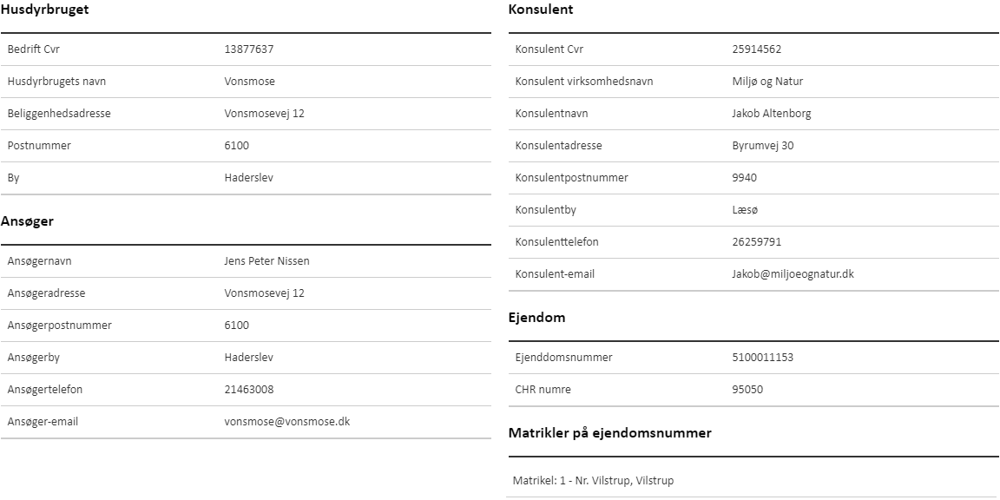 Husdyrbruget
Bedrift Cvr 13877637
Husdyrbrugets navn Vonsmose
Beliggenhedsadresse Vonsmosevej 12
Postnummer 6100
By Haderslev
Ansøger
Ansøgernavn Jens Peter Nissen
Ansøgeradresse Vonsmosevej 12
Ansøgerpostnummer 6100
Ansøgerby Haderslev
Ansøgertelefon 21463008
Ansøger-email vonsmose@vonsmose.dk
Konsulent
Konsulent Cvr 25914562
Konsulent virksomhedsnavn Miljø og Natur
Konsulentnavn Jakob Altenborg
Konsulentadresse Byrumvej 30
Konsulentpostnummer 9940
Konsulentby Læsø
Konsulenttelefon 26259791
Konsulent-email Jakob@miljoeognatur.dk
Ejendom
Ejenddomsnummer 5100011153
CHR numre 95050
Matrikler på ejendomsnummer
Matrikel: 1 - Nr. Vilstrup, Vilstrup